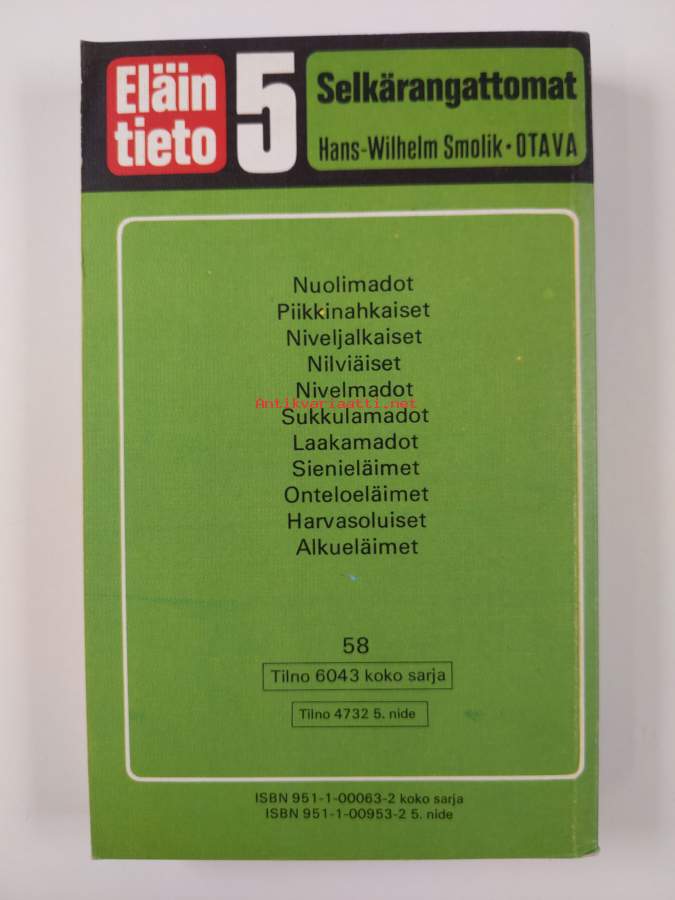 Eläin
tieto
5
Selkärangattomat
Hans-Wilhelm Smolik • OTAVA
Nuolimadot
Piikkinahkaiset
Niveljalkaiset
Nilviäiset
Nivelmadot
Antikvariaatti.net
Sukkulamadot
Laakamadot
Sienieläimet
Onteloeläimet
Harvasoluiset
Alkueläimet
58
Tilno 6043 koko sarja
Tilno 4732 5. nide
ISBN 951-1-00063-2 koko sarja
ISBN 951-1-00953-2 5. nide